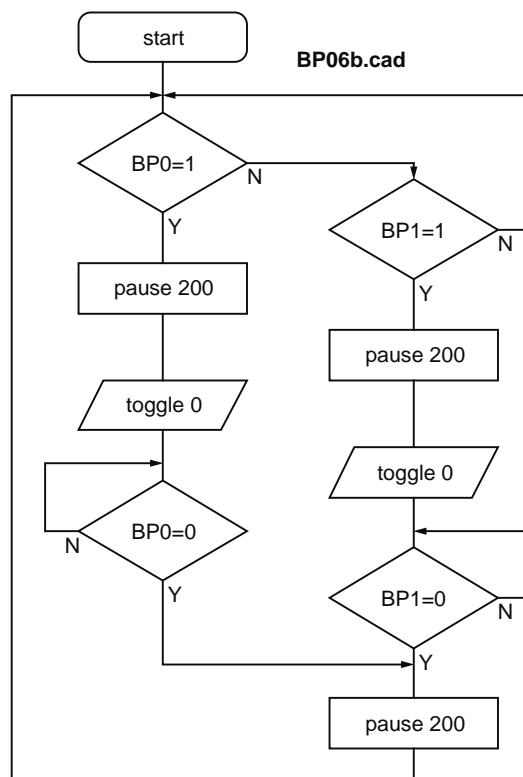 start
BP06b.cad
BP0=1
N
Y
BP1=1
N
Y
pause 200
pause 200
toggle 0
toggle 0
BP0=0
N
Y
BP1=0
N
Y
pause 200